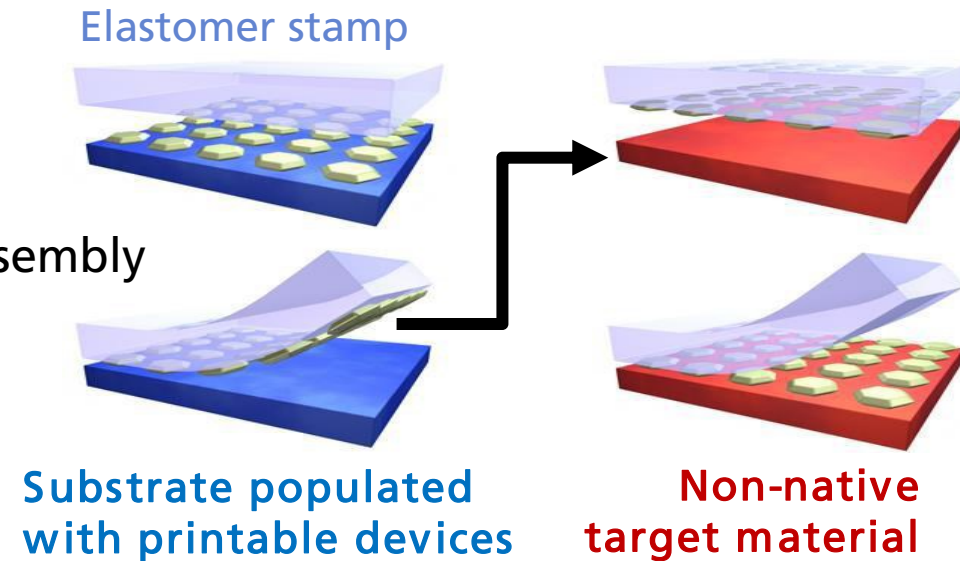 Elastomer stamp
sembly
Substrate populated
with printable devices
Non-native
target material